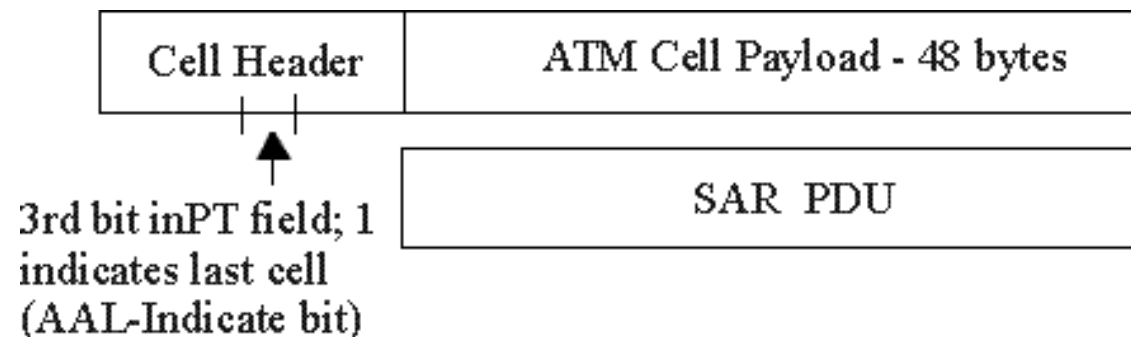 Cell Header
ATM Cell Payload - 48 bytes
SAR PDU
3rd bit inPT field; 1
indicates last cell
(AAL-Indicate bit)